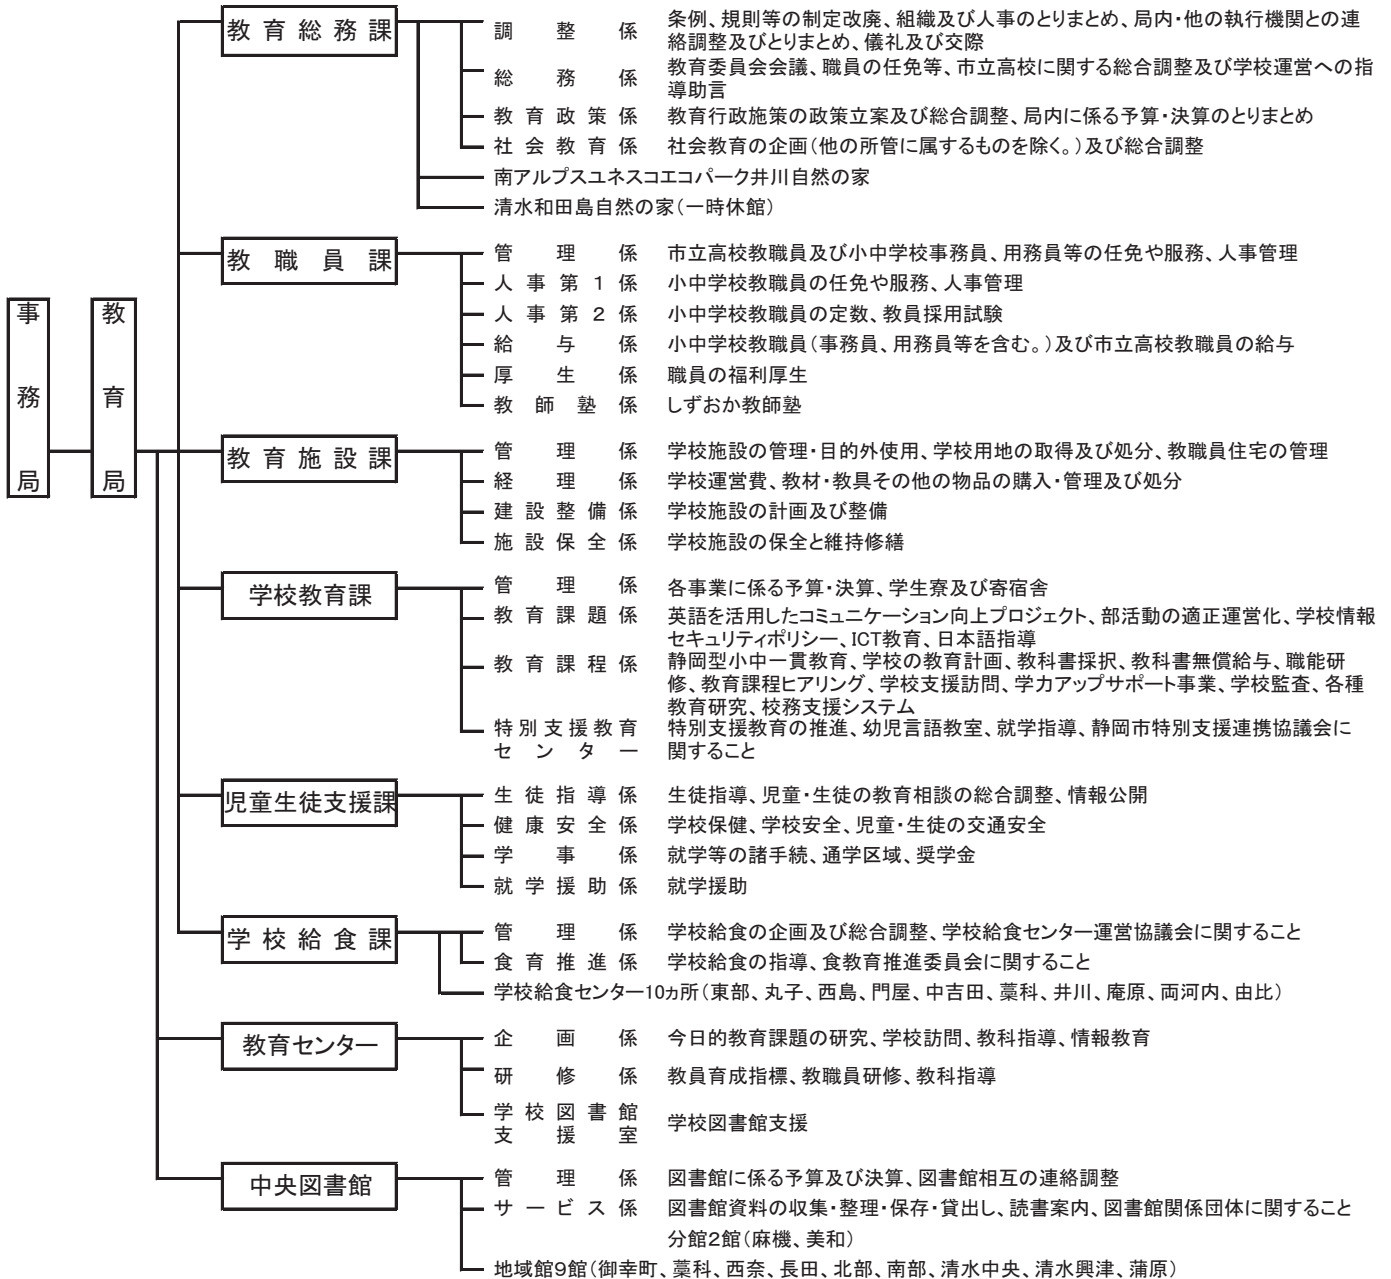 事務局
教育局
教育総務課
調整係 条例、規則等の制定改廃、組織及び人事のとりまとめ、局内・他の執行機関との連
絡調整及びとりまとめ、儀礼及び交際
総務係 教育委員会会議、職員の任免等、市立高校に関する総合調整及び学校運営への指
導助言
教育政策係 教育行政施策の政策立案及び総合調整、局内に係る予算・決算のとりまとめ
社会教育係 社会教育の企画(他の所管に属するものを除く。)及び総合調整
南アルプスユネスコエコパーク井川自然の家
清水和田島自然の家(一時休館)
教職員課
管理係 市立高校教職員及び小中学校事務員、用務員等の任免や服務、人事管理
人事第1係 小中学校教職員の任免や服務、人事管理
人事第2係 小中学校教職員の定数、教員採用試験
給与係 小中学校教職員(事務員、用務員等を含む。)及び市立高校教職員の給与
厚生係 職員の福利厚生
教師塾係 しずおか教師塾
教育施設課
管理係 学校施設の管理・目的外使用、学校用地の取得及び処分、教職員住宅の管理
経理係 学校運営費、教材・教具その他の物品の購入・管理及び処分
建設整備係 学校施設の計画及び整備
施設保全係 学校施設の保全と維持修繕
学校教育課
管理係 各事業に係る予算・決算、学生寮及び寄宿舎
教育課題係 英語を活用したコミュニケーション向上プロジェクト、部活動の適正運営化、学校情報
セキュリティポリシー、ICT教育、日本語指導
教育課程係 静岡型小中一貫教育、学校の教育計画、教科書採択、教科書無償給与、職能研
修、教育課程ヒアリング、学校支援訪問、学力アップサポート事業、学校監査、各種
教育研究、校務支援システム
特別支援教育 特別支援教育の推進、幼児言語教室、就学指導、静岡市特別支援連携協議会に
センター 関すること
児童生徒支援課
生徒指導係 生徒指導、児童・生徒の教育相談の総合調整、情報公開
健康安全係 学校保健、学校安全、児童・生徒の交通安全
学事係 就学等の諸手続、通学区域、奨学金
就学援助係 就学援助
学校給食課
管理係 学校給食の企画及び総合調整、学校給食センター運営協議会に関すること
食育推進係 学校給食の指導、食教育推進委員会に関すること
学校給食センター10ヵ所(東部、丸子、西島、門屋、中吉田、藁科、井川、庵原、両河内、由比)
教育センター
企画係 今日的教育課題の研究、学校訪問、教科指導、情報教育
研修係 教員育成指標、教職員研修、教科指導
学校図書館
支援室 学校図書館支援
中央図書館
管理係 図書館に係る予算及び決算、図書館相互の連絡調整
サービス係 図書館資料の収集・整理・保存・貸出し、読書案内、図書館関係団体に関すること
分館2館(麻機、美和)
地域館9館(御幸町、藁科、西奈、長田、北部、南部、清水中央、清水興津、蒲原)